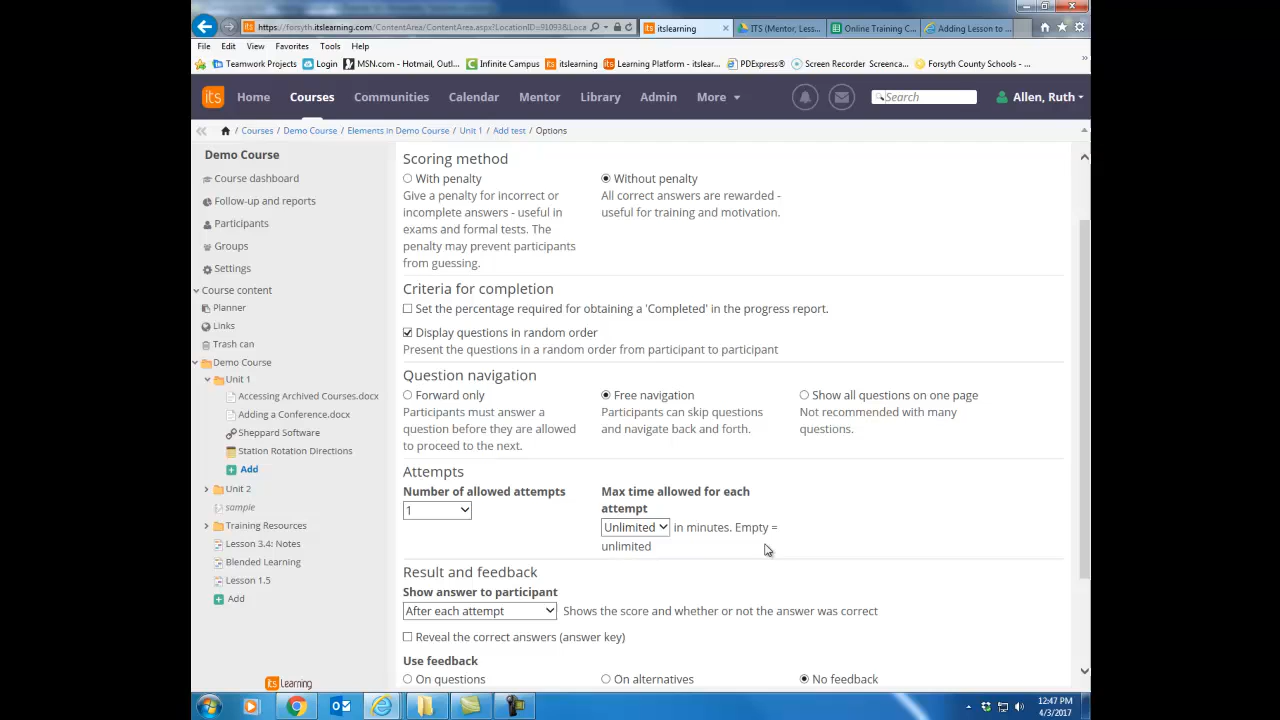 https://forsyth.itslearning.com/ContentArea/ContentArea.aspx?LocationID=91093&Loca
itslearning
ITS (Mentor, Less...
Online Training C...
Adding Lesson to ...
File Edit View Favorites Tools Help
Teamwork Projects Login MSN.com - Hotmail, Outl... Infinite Campus itslearning Learning Platform - itslear... PDExpress® Screen Recorder Screenca... Forsyth County Schools - ...
its Home Courses Communities Calendar Mentor Library Admin More Search Allen, Ruth
Courses | Demo Course | Elements in Demo Course | Unit 1 | Add test | Options
Demo Course
Course dashboard
Follow-up and reports
Participants
Groups
Settings
Course content
Planner
Links
Trash can
Demo Course
Unit 1
Accessing Archived Courses.docx
Adding a Conference.docx
Sheppard Software
Station Rotation Directions
Add
Unit 2
sample
Training Resources
Lesson 3.4: Notes
Blended Learning
Lesson 1.5
Add
its Learning
Scoring method
With penalty
Give a penalty for incorrect or
incomplete answers - useful in
exams and formal tests. The
penalty may prevent participants
from guessing.
Without penalty
All correct answers are rewarded -
useful for training and motivation.
Criteria for completion
Set the percentage required for obtaining a 'Completed' in the progress report.
Display questions in random order
Present the questions in a random order from participant to participant
Question navigation
Forward only
Participants must answer a
question before they are allowed
to proceed to the next.
Free navigation
Participants can skip questions
and navigate back and forth.
Show all questions on one page
Not recommended with many
questions.
Attempts
Number of allowed attempts
1
Max time allowed for each
attempt
Unlimited in minutes. Empty =
unlimited
Result and feedback
Show answer to participant
After each attempt Shows the score and whether or not the answer was correct
Reveal the correct answers (answer key)
Use feedback
On questions On alternatives No feedback
12:47 PM
4/3/2017